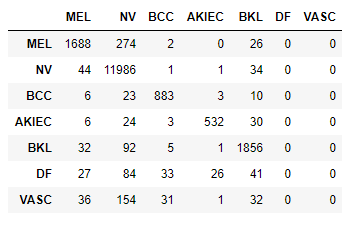 MEL NV BCC AKIEC BKL DF VASC
MEL 1688 274 2 0 26 0 0
NV 44 11986 1 1 34 0 0
BCC 6 23 883 3 10 0 0
AKIEC 6 24 3 532 30 0 0
BKL 32 92 5 1 1856 0 0
DF 27 84 33 26 41 0 0
VASC 36 154 31 1 32 0 0